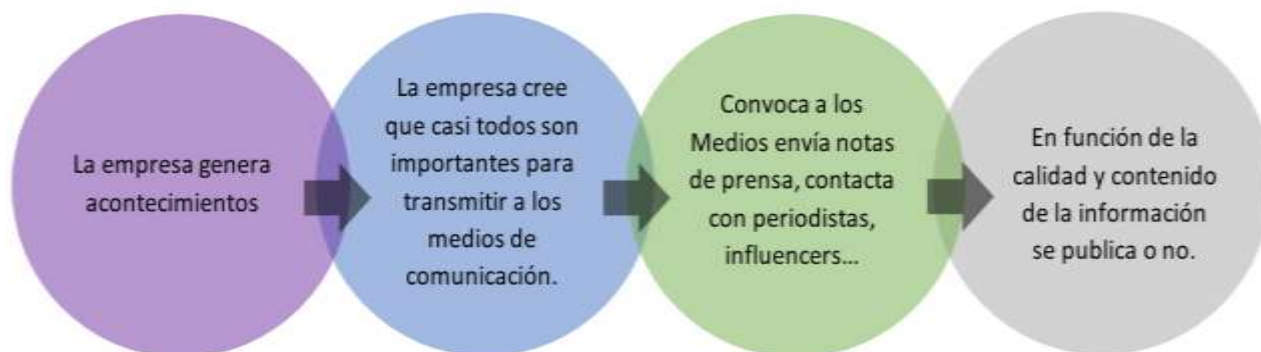 La empresa genera
acontecimientos
La empresa cree
que casi todos son
importantes para
transmitir a los
medios de
comunicación.
Convoca a los
Medios envía notas
de prensa, contacta
con periodistas,
influencers...
En función de la
calidad y contenido
de la información
se publica o no.